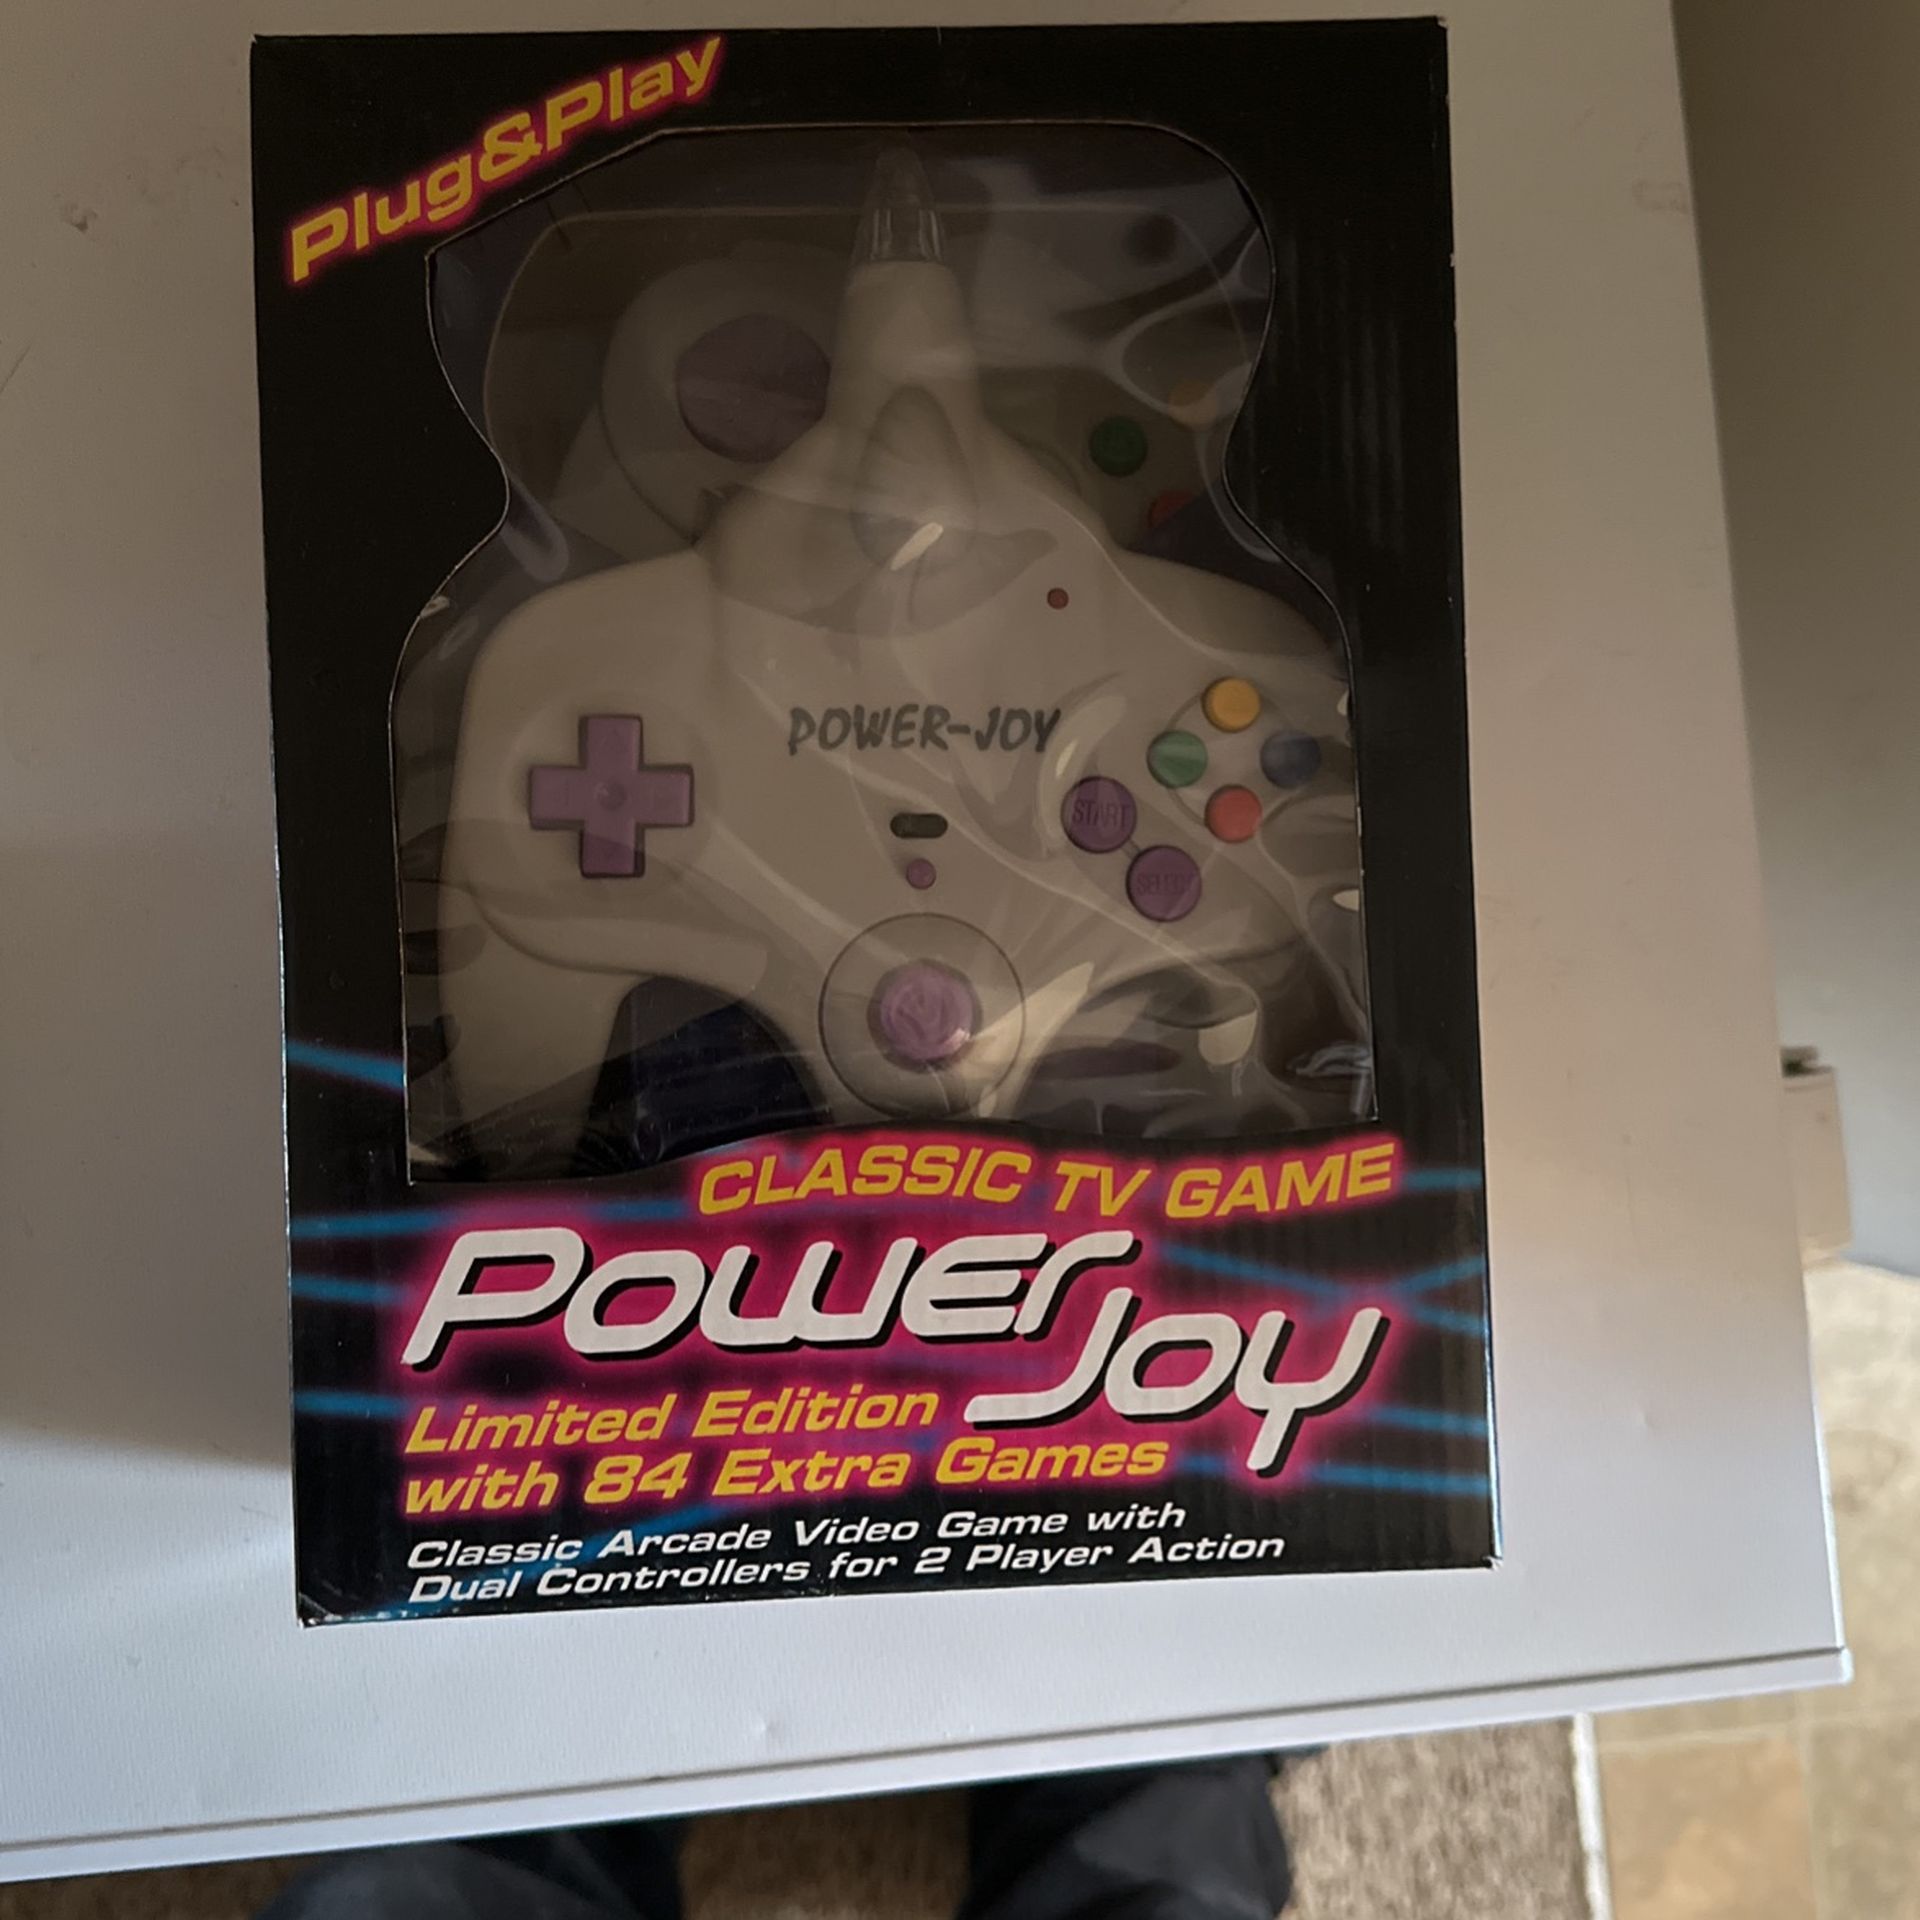 Plug&Play
POWER-JOY
START
SELECT
CLASSIC TV GAME
Power Joy
Limited Edition
with 84 Extra Games
Classic Arcade Video Game with
Dual Controllers for 2 Player Action